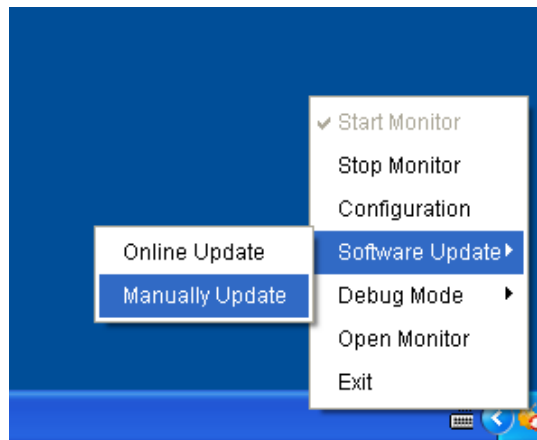 Start Monitor
Stop Monitor
Configuration
Online Update
Software Update
Manually Update
Debug Mode
Open Monitor
Exit